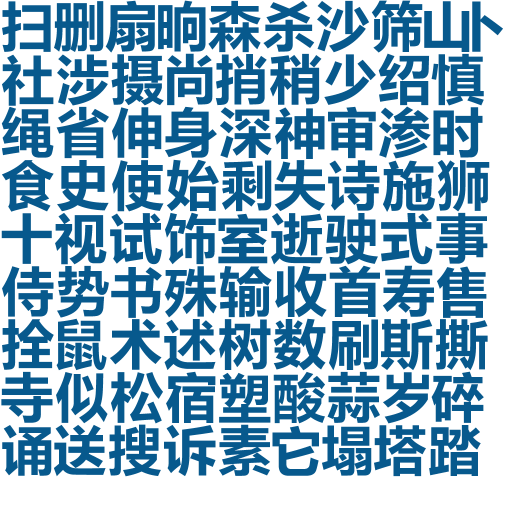 扫删扇晌森杀沙筛山卜
社涉摄尚捎稍少绍慎
绳省伸身深神审渗时
食史使始剩失诗施狮
十视试饰室逝驶式事
侍势书殊输收首寿售
拴鼠术述树数刷斯撕
寺似松宿塑酸蒜岁碎
诵送搜诉素它塌塔踏